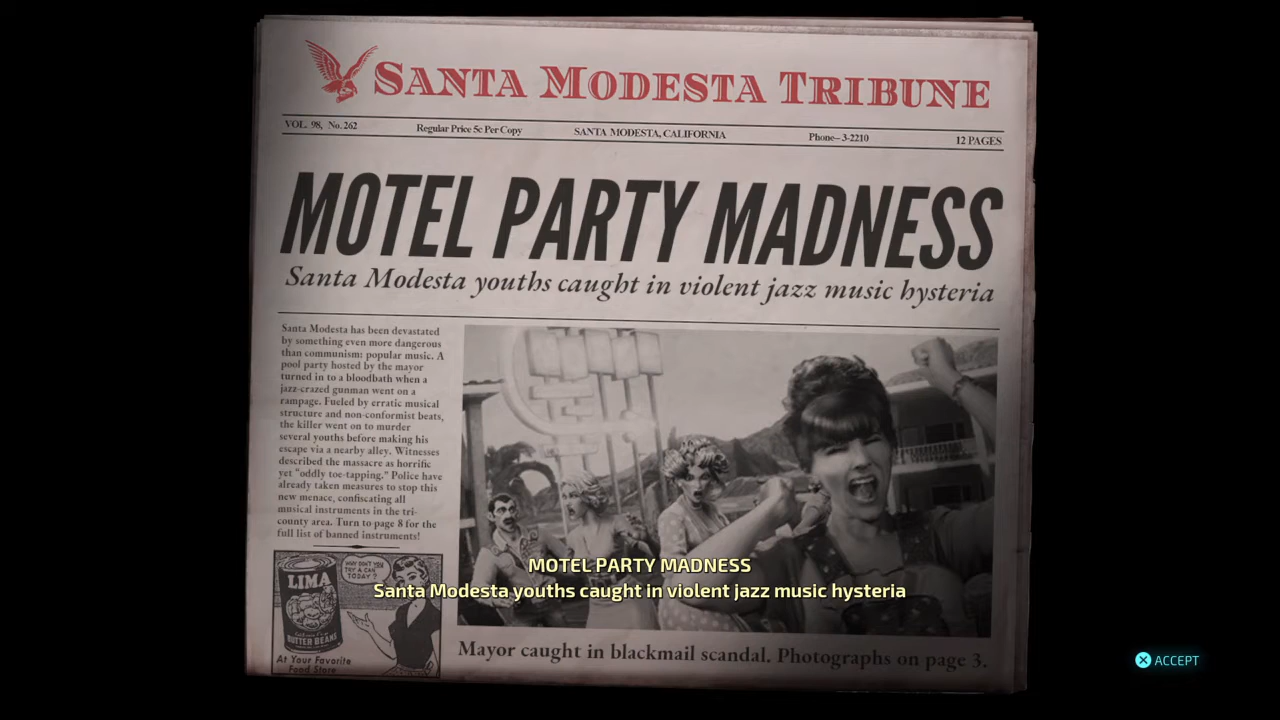 SANTA MODESTA TRIBUNE
VOL. 98, No. 262 Regular Price 5c Per Copy SANTA MODESTA, CALIFORNIA Phone–3-2210 12 PAGES
MOTEL PARTY MADNESS
Santa Modesta youths caught in violent jazz music hysteria
Santa Modesta has been devastated
by something even more dangerous
than communism: popular music. A
pool party hosted by the mayor
turned in to a bloodbath when a
jazz-crazed gunman went on a
rampage. Fueled by erratic musical
structure and non-conformist beats,
the killer went on to murder
several youths before making his
escape via a nearby alley. Witnesses
described the massacre as horrific
yet "oddly toe-tapping." Police have
already taken measures to stop this
new menace, confiscating all
musical instruments in the tri-
county area. Turn to page 8 for the
full list of banned instruments!
WHY DON'T YOU
TRY A CAN
TODAY?
LIMA
BUTTER BEANS
At Your Favorite
Food Store
MOTEL PARTY MADNESS
Santa Modesta youths caught in violent jazz music hysteria
Mayor caught in blackmail scandal. Photographs on page 3.
ACCEPT